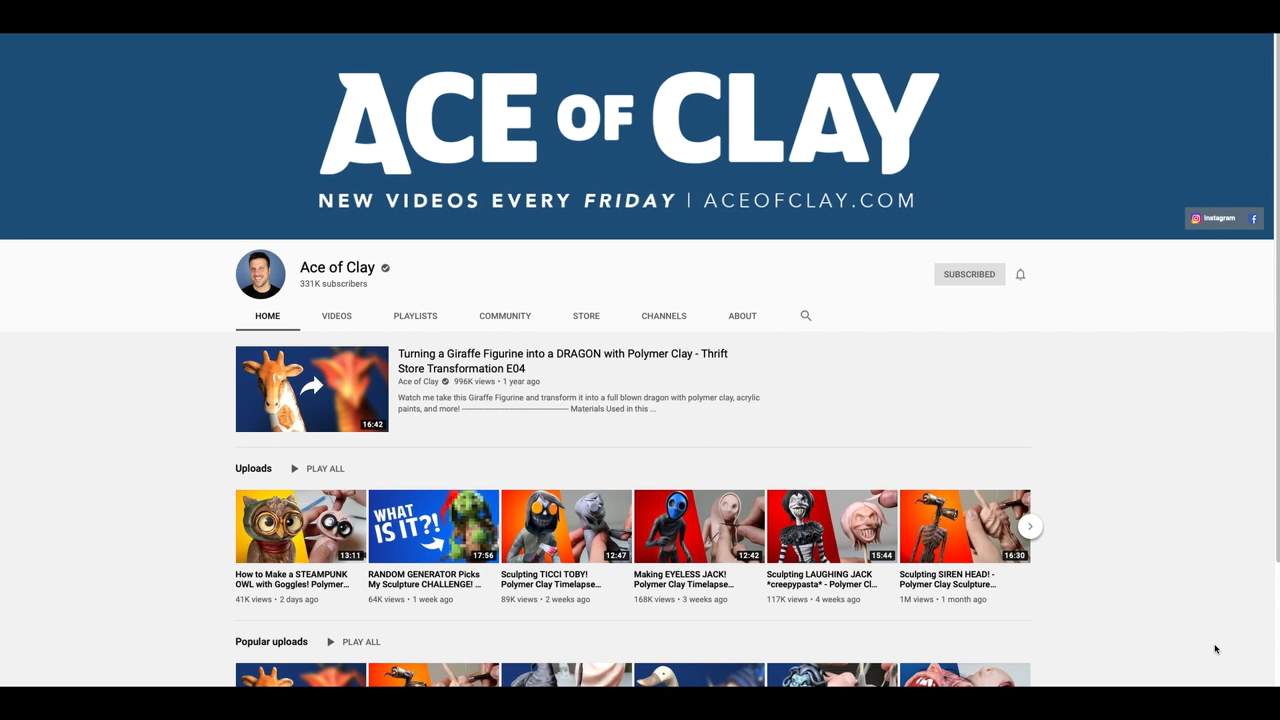 ACE OF CLAY
NEW VIDEOS EVERY FRIDAY | ACEOFCLAY.COM
Instagram
Ace of Clay
331K subscribers
SUBSCRIBED
HOME VIDEOS PLAYLISTS COMMUNITY STORE CHANNELS ABOUT
Turning a Giraffe Figurine into a DRAGON with Polymer Clay - Thrift
Store Transformation E04
Ace of Clay 996K views • 1 year ago
Watch me take this Giraffe Figurine and transform it into a full blown dragon with polymer clay, acrylic
paints, and more! ---------------------------------------- Materials Used in this ...
16:42
Uploads PLAY ALL
WHAT
IS IT?!
13:11 17:56 12:47 12:42 15:44 16:30
How to Make a STEAMPUNK
OWL with Goggles! Polymer...
41K views • 2 days ago
RANDOM GENERATOR Picks
My Sculpture CHALLENGE! ...
64K views • 1 week ago
Sculpting TICCI TOBY!
Polymer Clay Timelapse...
89K views • 2 weeks ago
Making EYELESS JACK!
Polymer Clay Timelapse...
168K views • 3 weeks ago
Sculpting LAUGHING JACK
*creepypasta* - Polymer Cl...
117K views • 4 weeks ago
Sculpting SIREN HEAD! -
Polymer Clay Sculpture...
1M views • 1 month ago
Popular uploads PLAY ALL